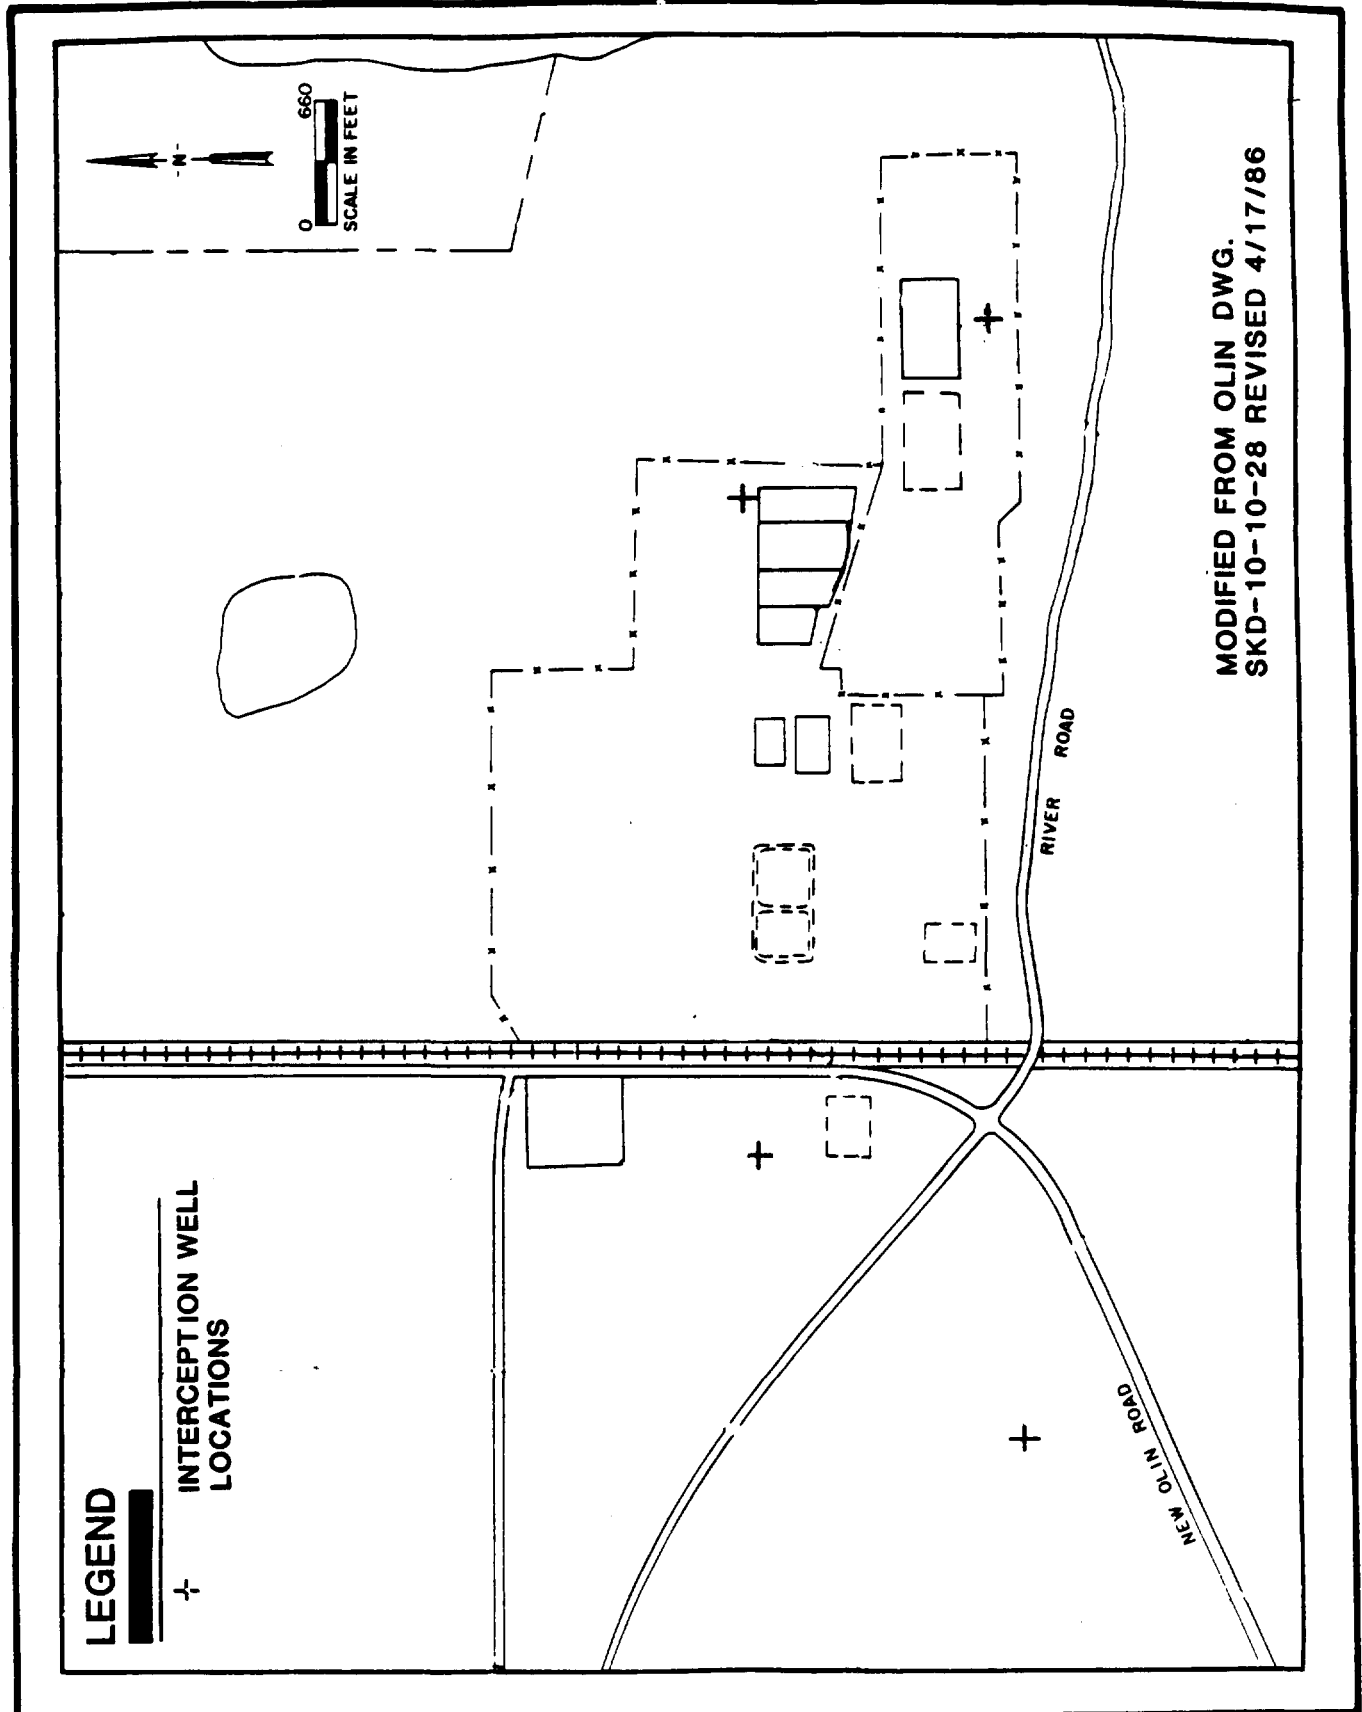 LEGEND
INTERCEPTION WELL
LOCATIONS
-N-
0 660
SCALE IN FEET
RIVER ROAD
NEW OLIN ROAD
MODIFIED FROM OLIN DWG.
SKD-10-10-28 REVISED 4/17/86